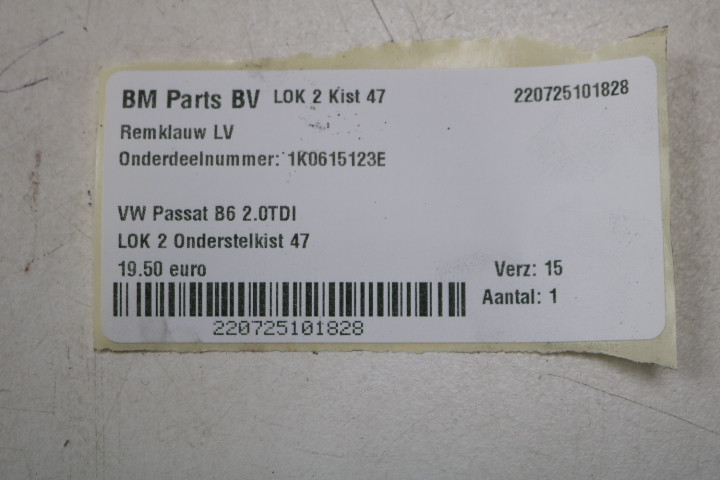 BM Parts BV LOK 2 Kist 47 220725101828
Remklauw LV
Onderdeelnummer: 1K0615123E
VW Passat B6 2.0TDI
LOK 2 Onderstelkist 47
19.50 euro Verz: 15
Aantal: 1
220725101828